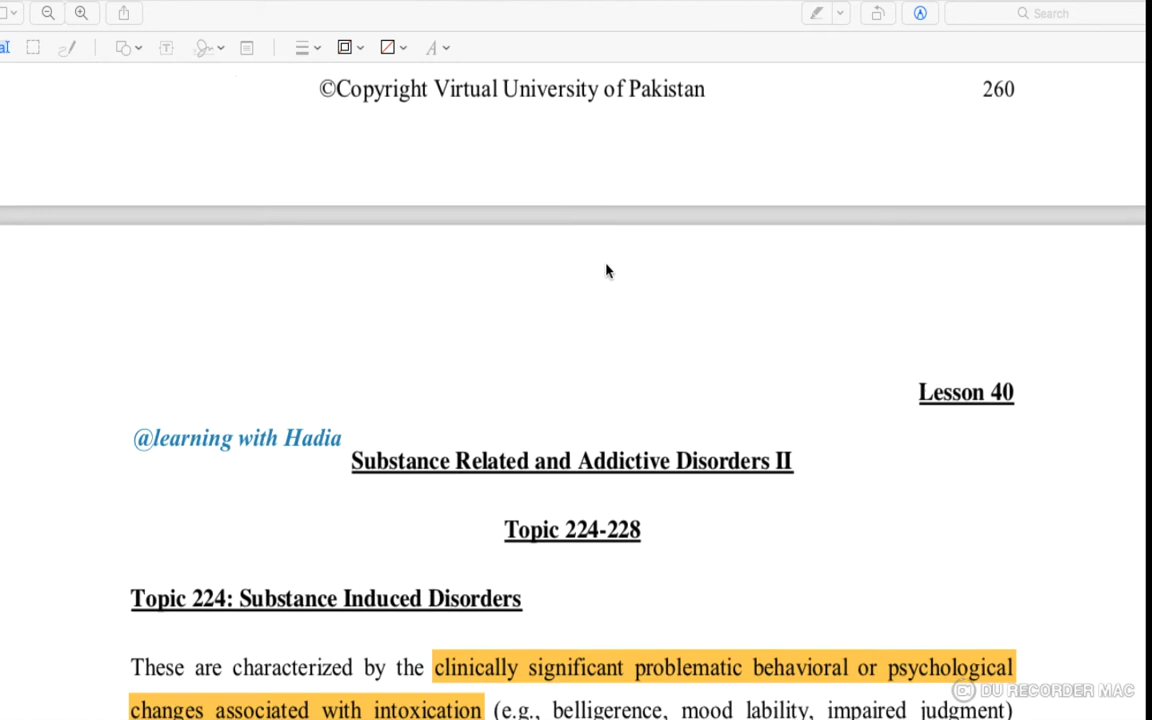 Search
©Copyright Virtual University of Pakistan 260
Lesson 40
@learning with Hadia
Substance Related and Addictive Disorders II
Topic 224-228
Topic 224: Substance Induced Disorders
These are characterized by the clinically significant problematic behavioral or psychological
changes associated with intoxication (e.g., belligerence, mood lability, impaired judgment)
DU RECORDER MAC